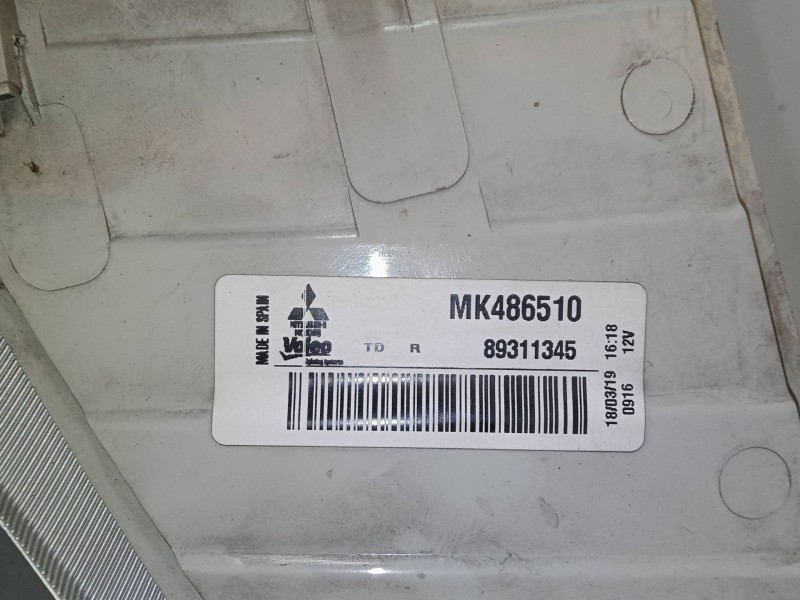 MADE IN SPAIN
MK486510
Valeo
TD R
89311345
18/03/19 16:18
0916 12V